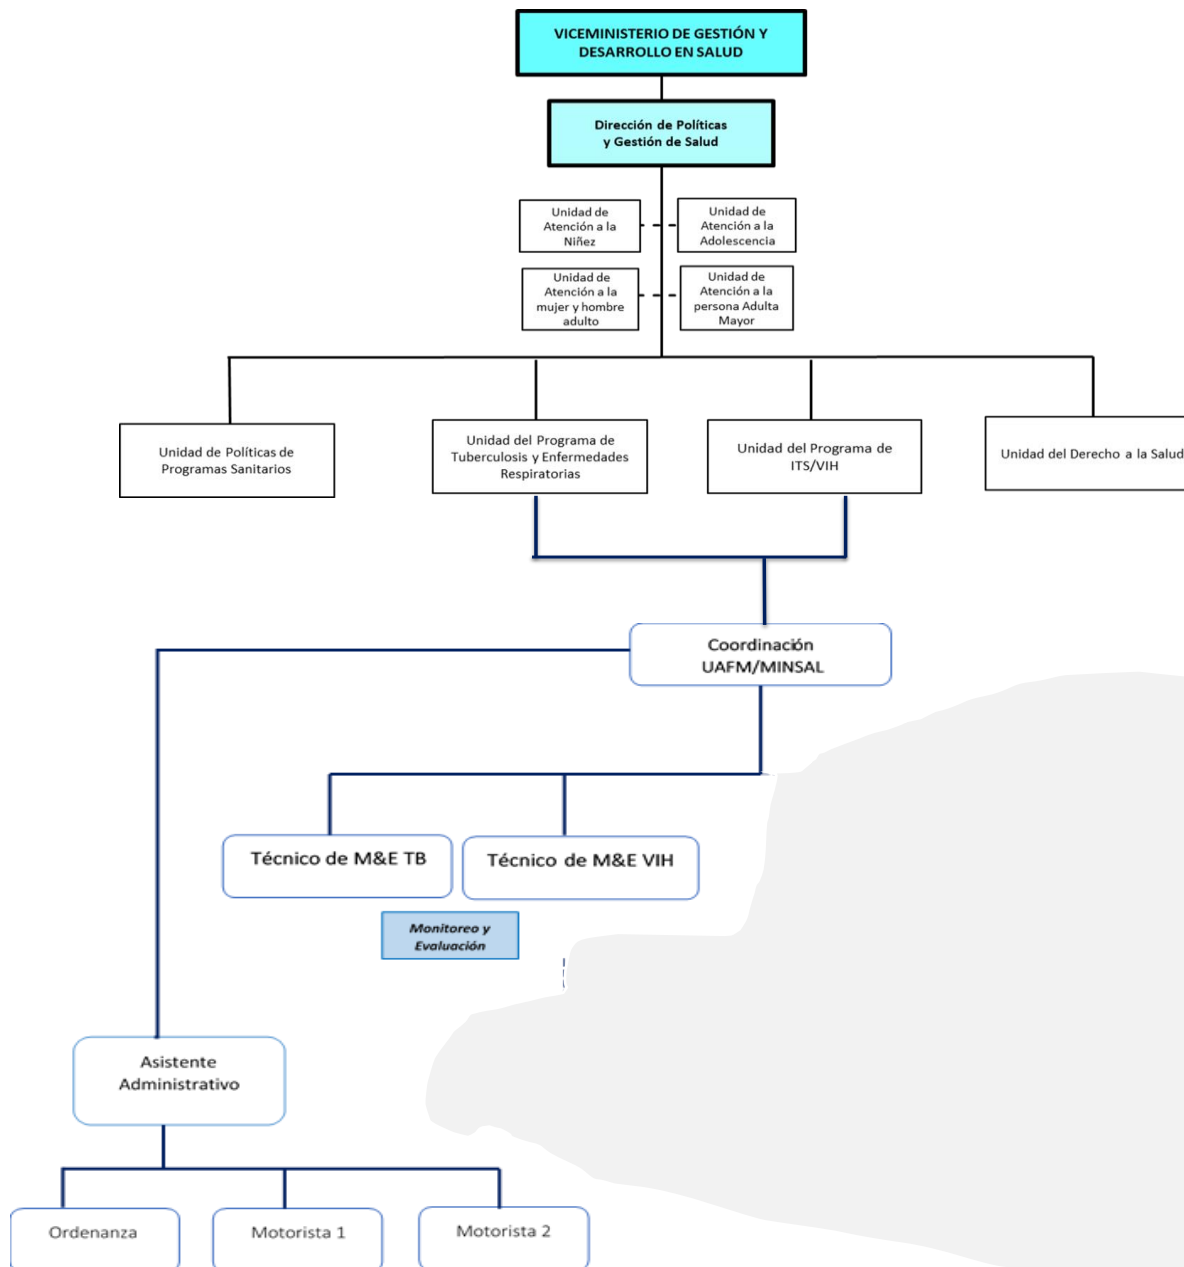 VICEMINISTERIO DE GESTIÓN Y
DESARROLLO EN SALUD
Dirección de Políticas
y Gestión de Salud
Unidad de
Atención a la
Niñez
Unidad de
Atención a la
Adolescencia
Unidad de
Atención a la
mujer y hombre
adulto
Unidad de
Atención a la
persona Adulta
Mayor
Unidad de Políticas de
Programas Sanitarios
Unidad del Programa de
Tuberculosis y Enfermedades
Respiratorias
Unidad del Programa de
ITS/VIH
Unidad del Derecho a la Salud
Coordinación
UAFM/MINSAL
Técnico de M&E TB
Técnico de M&E VIH
Monitoreo y
Evaluación
Asistente
Administrativo
Ordenanza
Motorista 1
Motorista 2